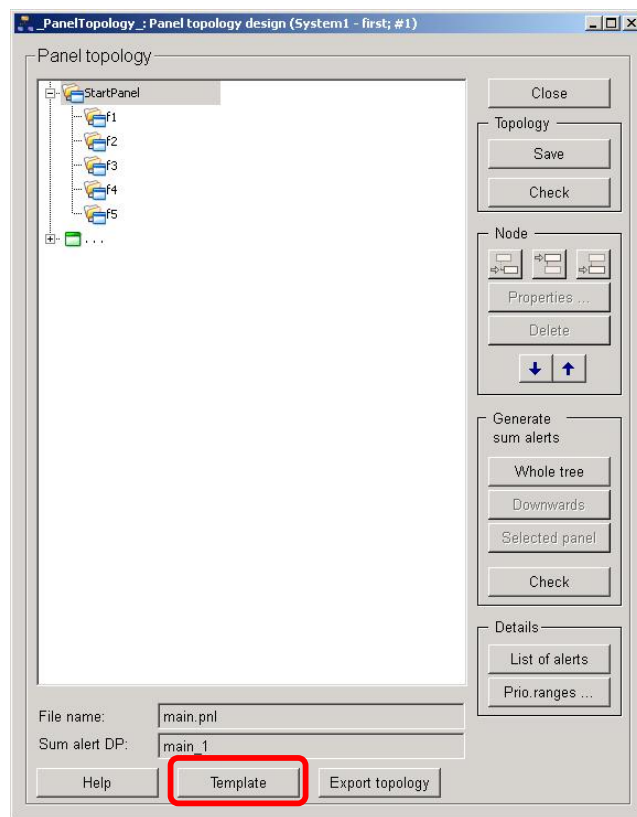 _PanelTopology_: Panel topology design (System1 - first; #1)
Panel topology
StartPanel
f1
f2
f3
f4
f5
...
Close
Topology
Save
Check
Node
Properties ...
Delete
Generate
sum alerts
Whole tree
Downwards
Selected panel
Check
Details
List of alerts
Prio.ranges ...
File name: main.pnl
Sum alert DP: main_1
Help Template Export topology